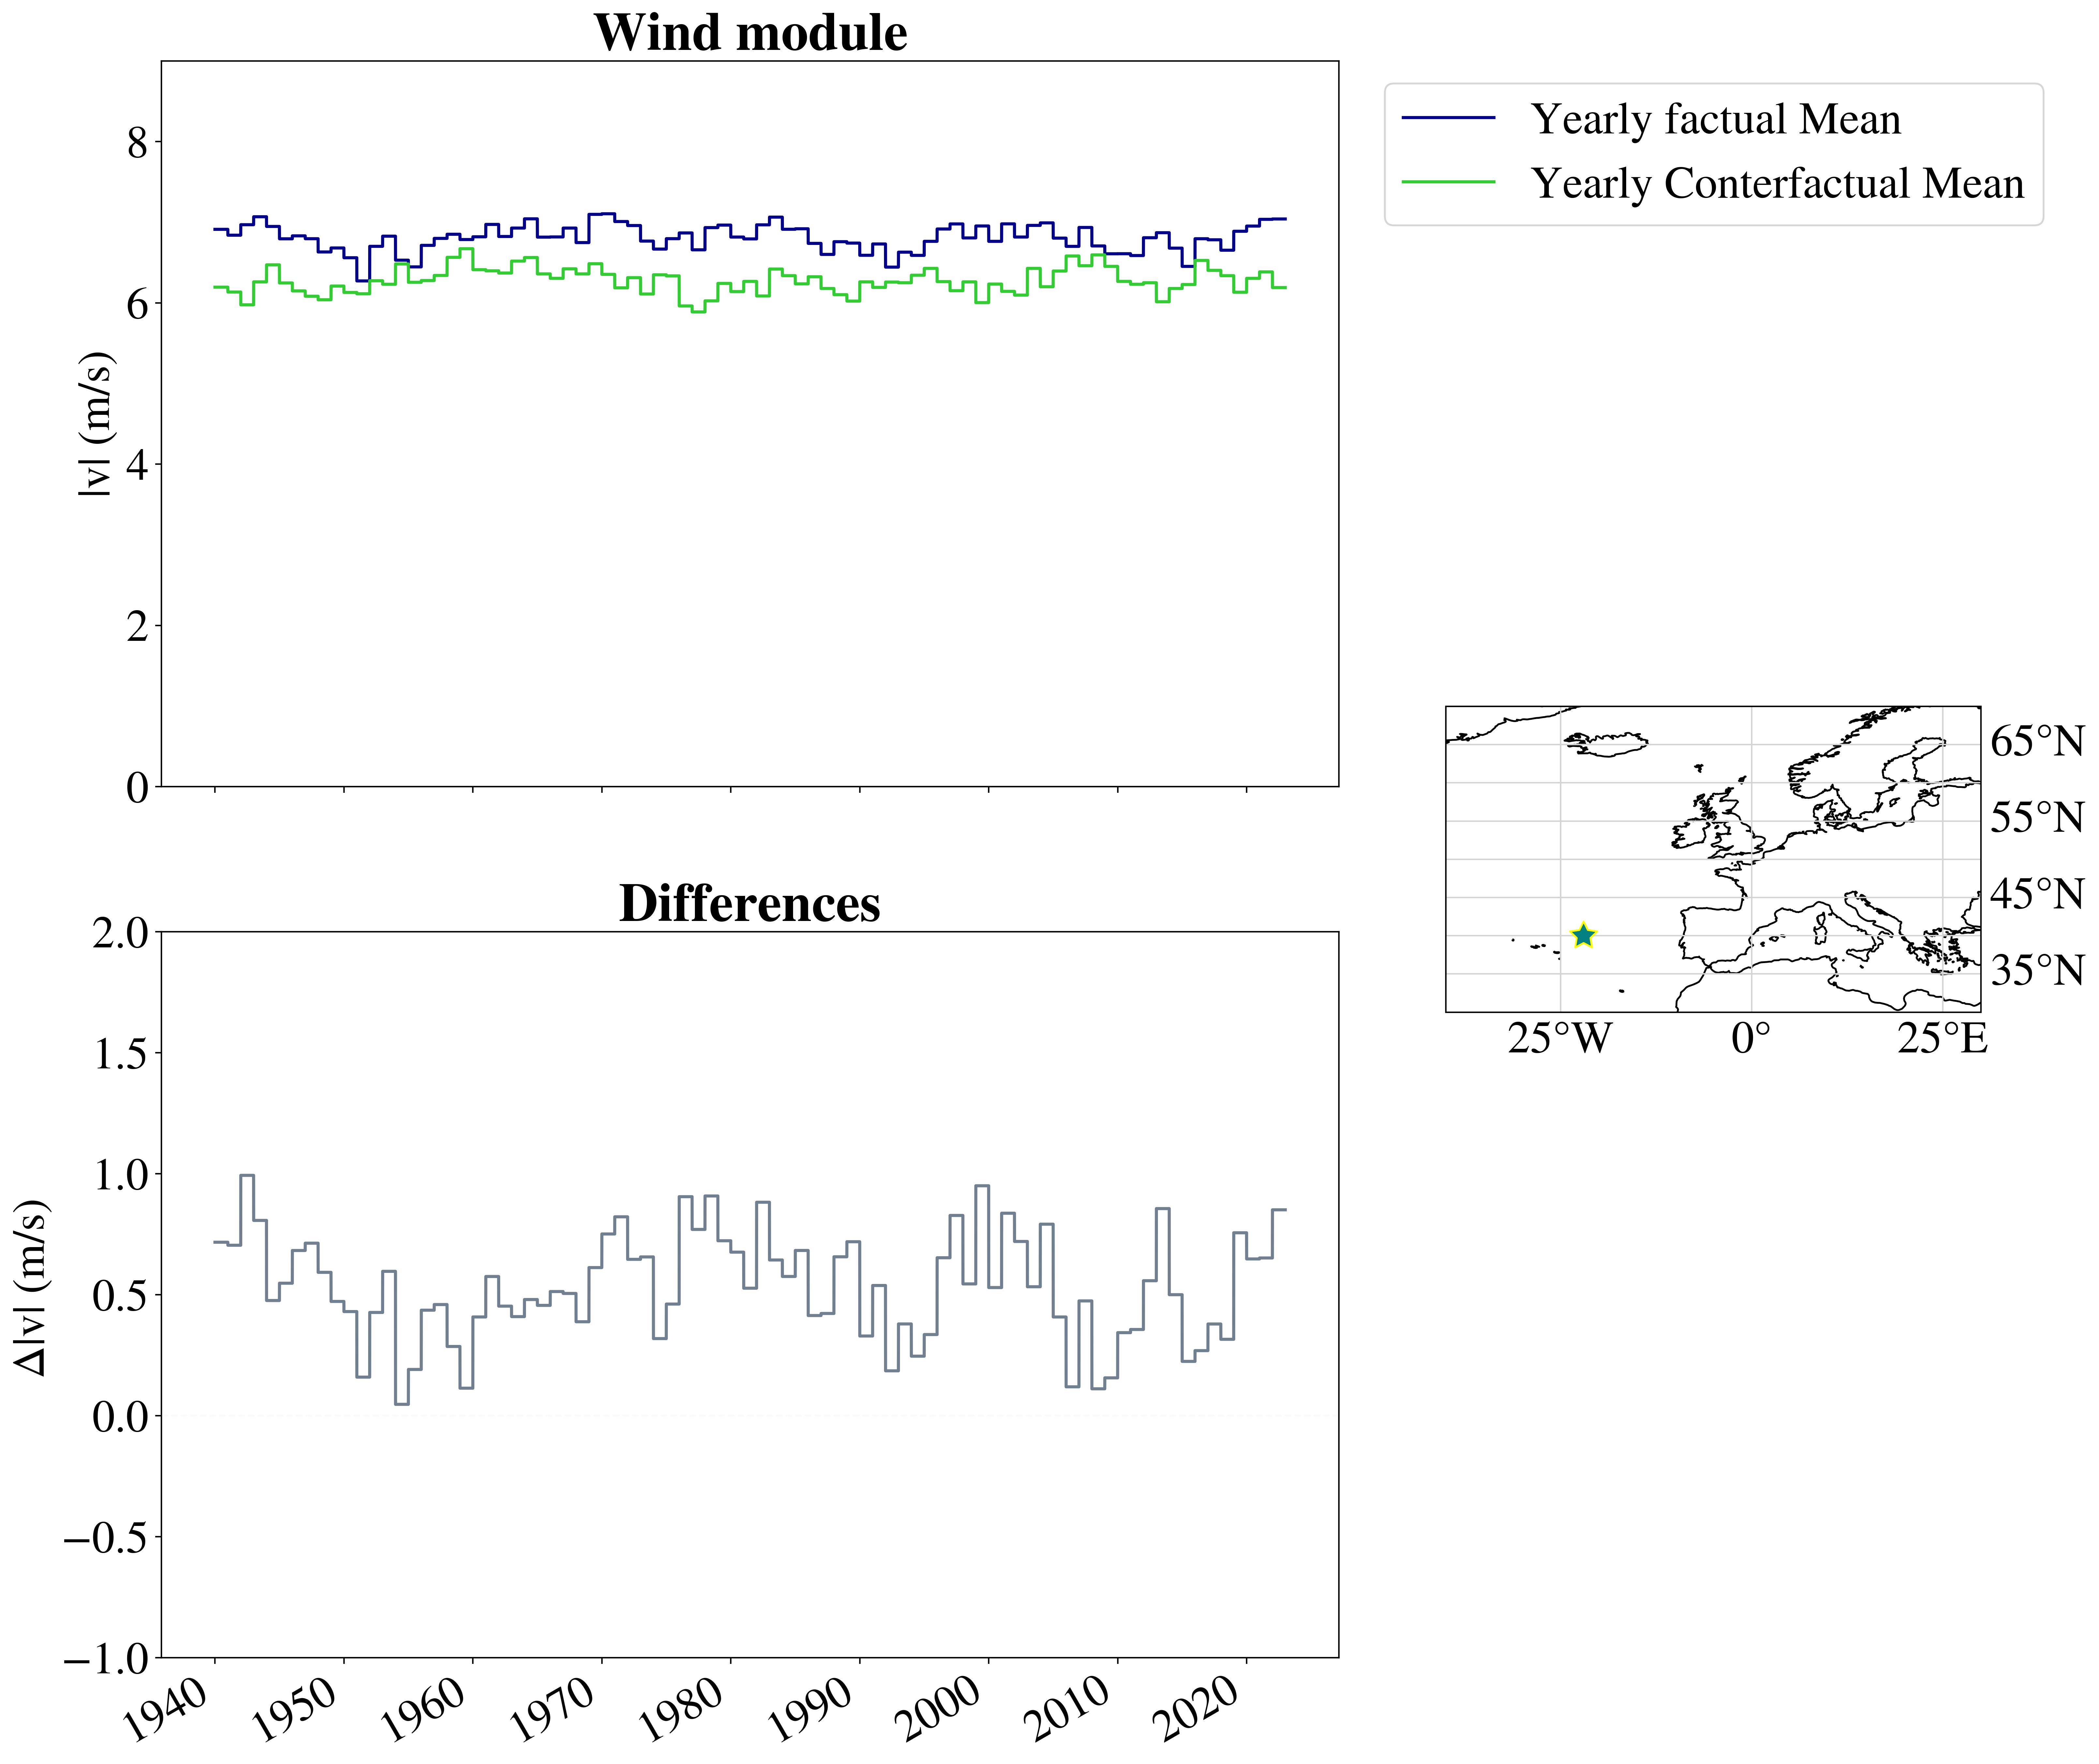 Wind module
Yearly factual Mean
Yearly Conterfactual Mean
8
6
4
2
0
|v| (m/s)
65°N
55°N
45°N
35°N
25°W 0° 25°E
Differences
2.0
1.5
1.0
0.5
0.0
−0.5
−1.0
Δ|v| (m/s)
1940 1950 1960 1970 1980 1990 2000 2010 2020